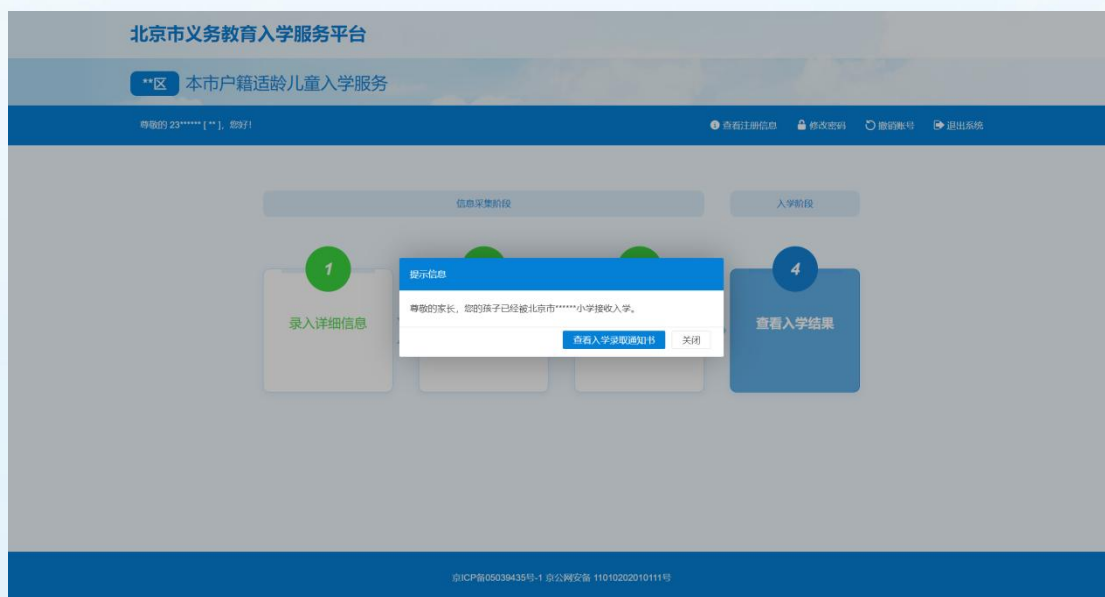 北京市义务教育入学服务平台
**区 本市户籍适龄儿童入学服务
尊敬的 23****** [ ** ]，您好!
查看注册信息 修改密码 撤销账号 退出系统
信息采集阶段 入学阶段
1 4
提示信息
尊敬的家长，您的孩子已经被北京市******小学接收入学。
录入详细信息 查看入学结果
查看入学录取通知书 关闭
京ICP备05039435号-1 京公网安备 11010202010111号